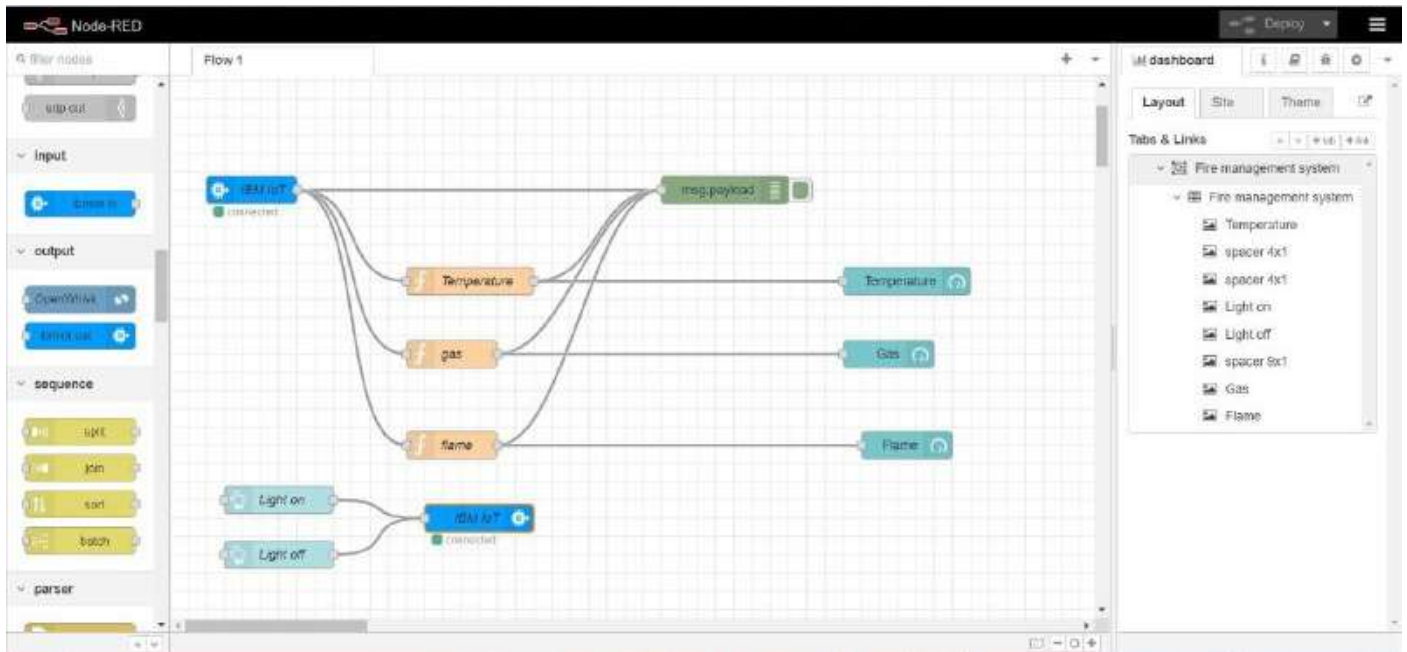 Node-RED
Deploy
filter nodes
Flow 1
dashboard
Layout
Site
Theme
Tabs & Links
Fire management system
Fire management system
Temperature
spacer 4x1
spacer 4x1
Light on
Light off
spacer 9x1
Gas
Flame
input
output
OpenWhisk
sequence
split
join
sort
batch
parser
IBM IoT
connected
msg.payload
Temperature
Temperature
gas
Gas
flame
Flame
Light on
IBM IoT
connected
Light off